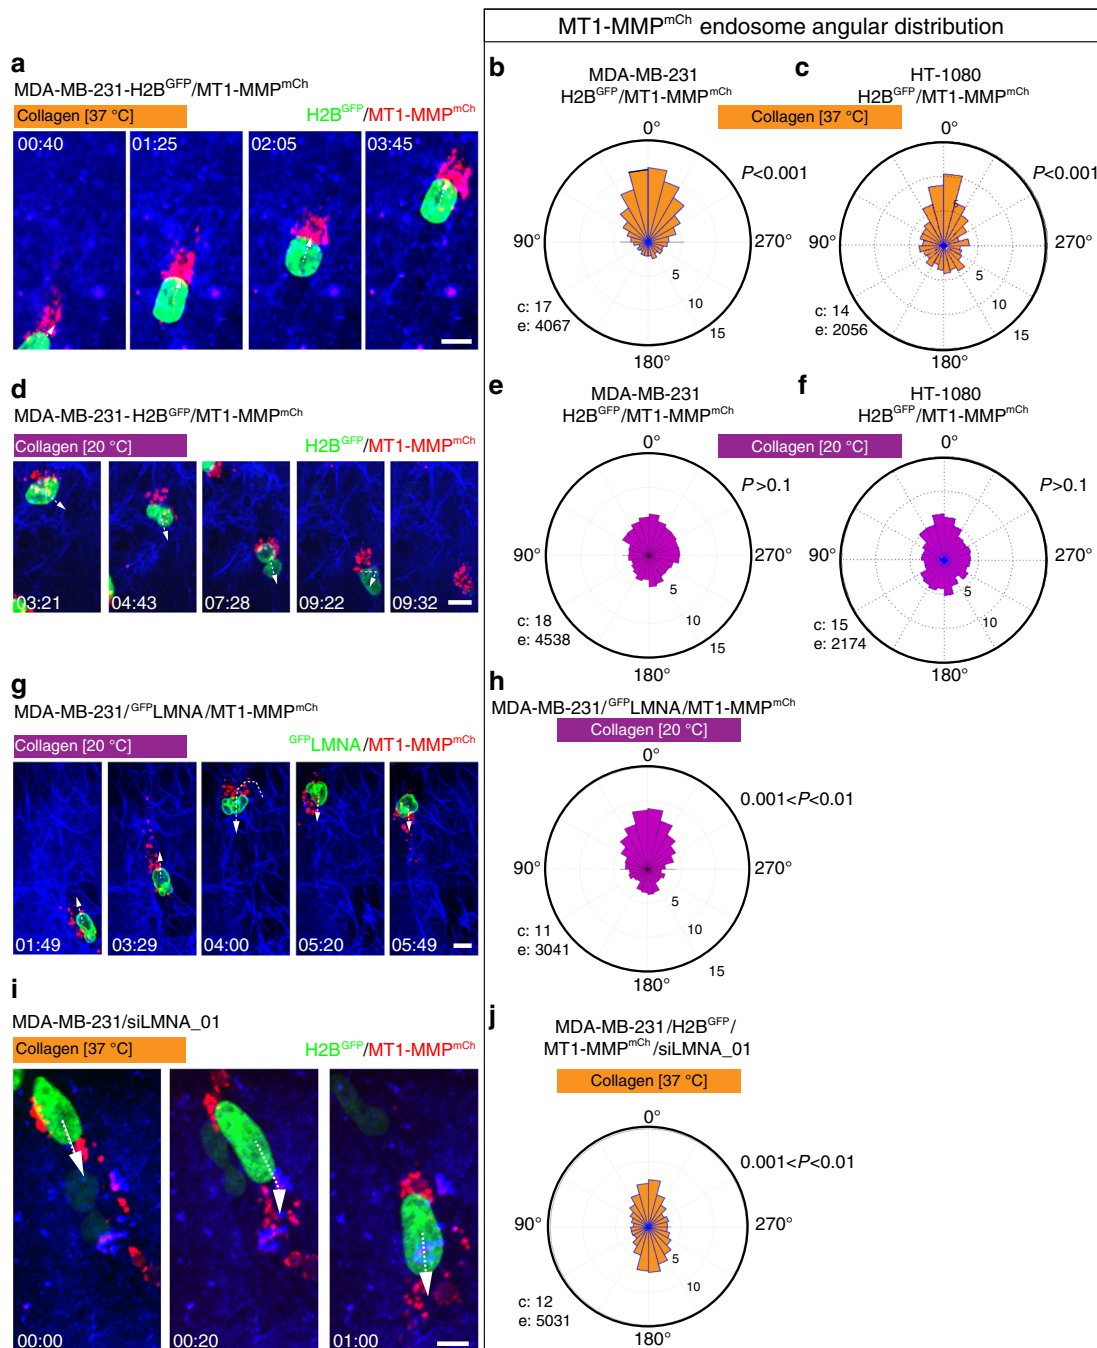 MT1-MMPmCh endosome angular distribution
a
MDA-MB-231-H2BGFP/MT1-MMPmCh
Collagen [37 °C]
H2BGFP/MT1-MMPmCh
00:40
01:25
02:05
03:45
b
MDA-MB-231
H2BGFP/MT1-MMPmCh
c
HT-1080
H2BGFP/MT1-MMPmCh
Collagen [37 °C]
0°
P<0.001
90°
270°
5
10
15
c: 17
e: 4067
180°
0°
P<0.001
90°
270°
5
5
10
15
c: 14
e: 2056
180°
d
MDA-MB-231-H2BGFP/MT1-MMPmCh
Collagen [20 °C]
H2BGFP/MT1-MMPmCh
03:21
04:43
07:28
09:22
09:32
e
MDA-MB-231
H2BGFP/MT1-MMPmCh
f
HT-1080
H2BGFP/MT1-MMPmCh
Collagen [20 °C]
0°
P>0.1
90°
270°
5
10
15
c: 18
e: 4538
180°
0°
P>0.1
90°
270°
5
10
c: 15
e: 2174
180°
g
MDA-MB-231/GFPLMNA/MT1-MMPmCh
Collagen [20 °C]
GFPLMNA/MT1-MMPmCh
01:49
03:29
04:00
05:20
05:49
h
MDA-MB-231/GFPLMNA/MT1-MMPmCh
Collagen [20 °C]
0°
0.001<P<0.01
90°
270°
5
10
15
c: 11
e: 3041
180°
i
MDA-MB-231/siLMNA_01
Collagen [37 °C]
H2BGFP/MT1-MMPmCh
00:00
00:20
01:00
j
MDA-MB-231/H2BGFP/
MT1-MMPmCh/siLMNA_01
Collagen [37 °C]
0°
0.001<P<0.01
90°
270°
5
10
c: 12
e: 5031
180°